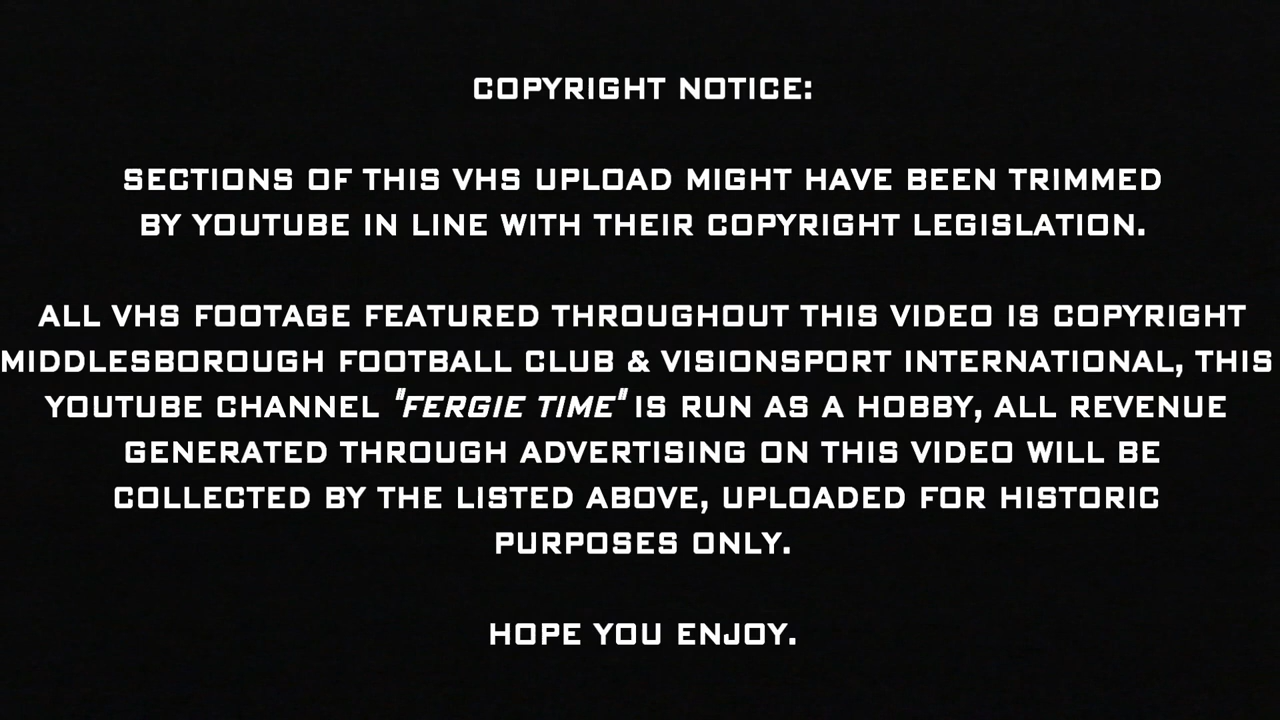 COPYRIGHT NOTICE:
SECTIONS OF THIS VHS UPLOAD MIGHT HAVE BEEN TRIMMED
BY YOUTUBE IN LINE WITH THEIR COPYRIGHT LEGISLATION.
ALL VHS FOOTAGE FEATURED THROUGHOUT THIS VIDEO IS COPYRIGHT
MIDDLESBOROUGH FOOTBALL CLUB & VISIONSPORT INTERNATIONAL, THIS
YOUTUBE CHANNEL "FERGIE TIME" IS RUN AS A HOBBY, ALL REVENUE
GENERATED THROUGH ADVERTISING ON THIS VIDEO WILL BE
COLLECTED BY THE LISTED ABOVE, UPLOADED FOR HISTORIC
PURPOSES ONLY.
HOPE YOU ENJOY.